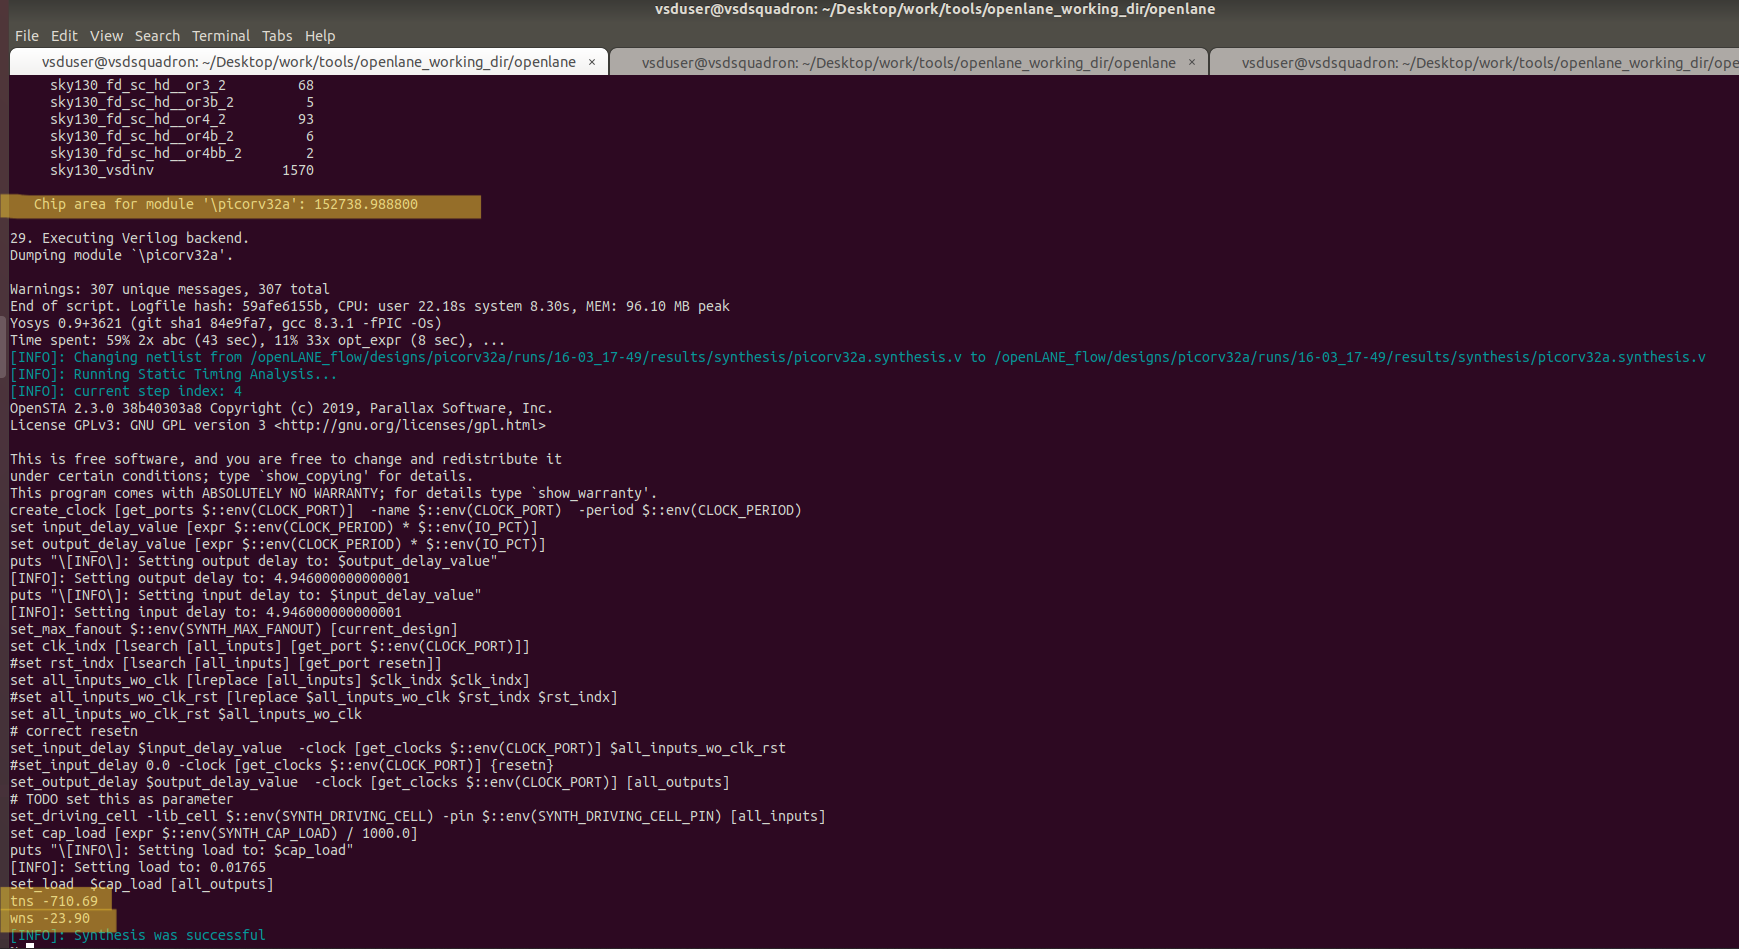 vsduser@vsdsquadron: ~/Desktop/work/tools/openlane_working_dir/openlane
File Edit View Search Terminal Tabs Help
vsduser@vsdsquadron: ~/Desktop/work/tools/openlane_working_dir/openlane × vsduser@vsdsquadron: ~/Desktop/work/tools/openlane_working_dir/openlane × vsduser@vsdsquadron: ~/Desktop/work/tools/openlane_working_dir/ope
sky130_fd_sc_hd__or3_2 68
sky130_fd_sc_hd__or3b_2 5
sky130_fd_sc_hd__or4_2 93
sky130_fd_sc_hd__or4b_2 6
sky130_fd_sc_hd__or4bb_2 2
sky130_vsdinv 1570
Chip area for module '\picorv32a': 152738.988800
29. Executing Verilog backend.
Dumping module `\picorv32a'.
Warnings: 307 unique messages, 307 total
End of script. Logfile hash: 59afe6155b, CPU: user 22.18s system 8.30s, MEM: 96.10 MB peak
Yosys 0.9+3621 (git sha1 84e9fa7, gcc 8.3.1 -fPIC -Os)
Time spent: 59% 2x abc (43 sec), 11% 33x opt_expr (8 sec), ...
[INFO]: Changing netlist from /openLANE_flow/designs/picorv32a/runs/16-03_17-49/results/synthesis/picorv32a.synthesis.v to /openLANE_flow/designs/picorv32a/runs/16-03_17-49/results/synthesis/picorv32a.synthesis.v
[INFO]: Running Static Timing Analysis...
[INFO]: current step index: 4
OpenSTA 2.3.0 38b40303a8 Copyright (c) 2019, Parallax Software, Inc.
License GPLv3: GNU GPL version 3 <http://gnu.org/licenses/gpl.html>
This is free software, and you are free to change and redistribute it
under certain conditions; type `show_copying' for details.
This program comes with ABSOLUTELY NO WARRANTY; for details type `show_warranty'.
create_clock [get_ports $::env(CLOCK_PORT)]  -name $::env(CLOCK_PORT)  -period $::env(CLOCK_PERIOD)
set input_delay_value [expr $::env(CLOCK_PERIOD) * $::env(IO_PCT)]
set output_delay_value [expr $::env(CLOCK_PERIOD) * $::env(IO_PCT)]
puts "\[INFO\]: Setting output delay to: $output_delay_value"
[INFO]: Setting output delay to: 4.946000000000001
puts "\[INFO\]: Setting input delay to: $input_delay_value"
[INFO]: Setting input delay to: 4.946000000000001
set_max_fanout $::env(SYNTH_MAX_FANOUT) [current_design]
set clk_indx [lsearch [all_inputs] [get_port $::env(CLOCK_PORT)]]
#set rst_indx [lsearch [all_inputs] [get_port resetn]]
set all_inputs_wo_clk [lreplace [all_inputs] $clk_indx $clk_indx]
#set all_inputs_wo_clk_rst [lreplace $all_inputs_wo_clk $rst_indx $rst_indx]
set all_inputs_wo_clk_rst $all_inputs_wo_clk
# correct resetn
set_input_delay $input_delay_value  -clock [get_clocks $::env(CLOCK_PORT)] $all_inputs_wo_clk_rst
#set_input_delay 0.0 -clock [get_clocks $::env(CLOCK_PORT)] {resetn}
set_output_delay $output_delay_value  -clock [get_clocks $::env(CLOCK_PORT)] [all_outputs]
# TODO set this as parameter
set_driving_cell -lib_cell $::env(SYNTH_DRIVING_CELL) -pin $::env(SYNTH_DRIVING_CELL_PIN) [all_inputs]
set cap_load [expr $::env(SYNTH_CAP_LOAD) / 1000.0]
puts "\[INFO\]: Setting load to: $cap_load"
[INFO]: Setting load to: 0.01765
set_load  $cap_load [all_outputs]
tns -710.69
wns -23.90
[INFO]: Synthesis was successful